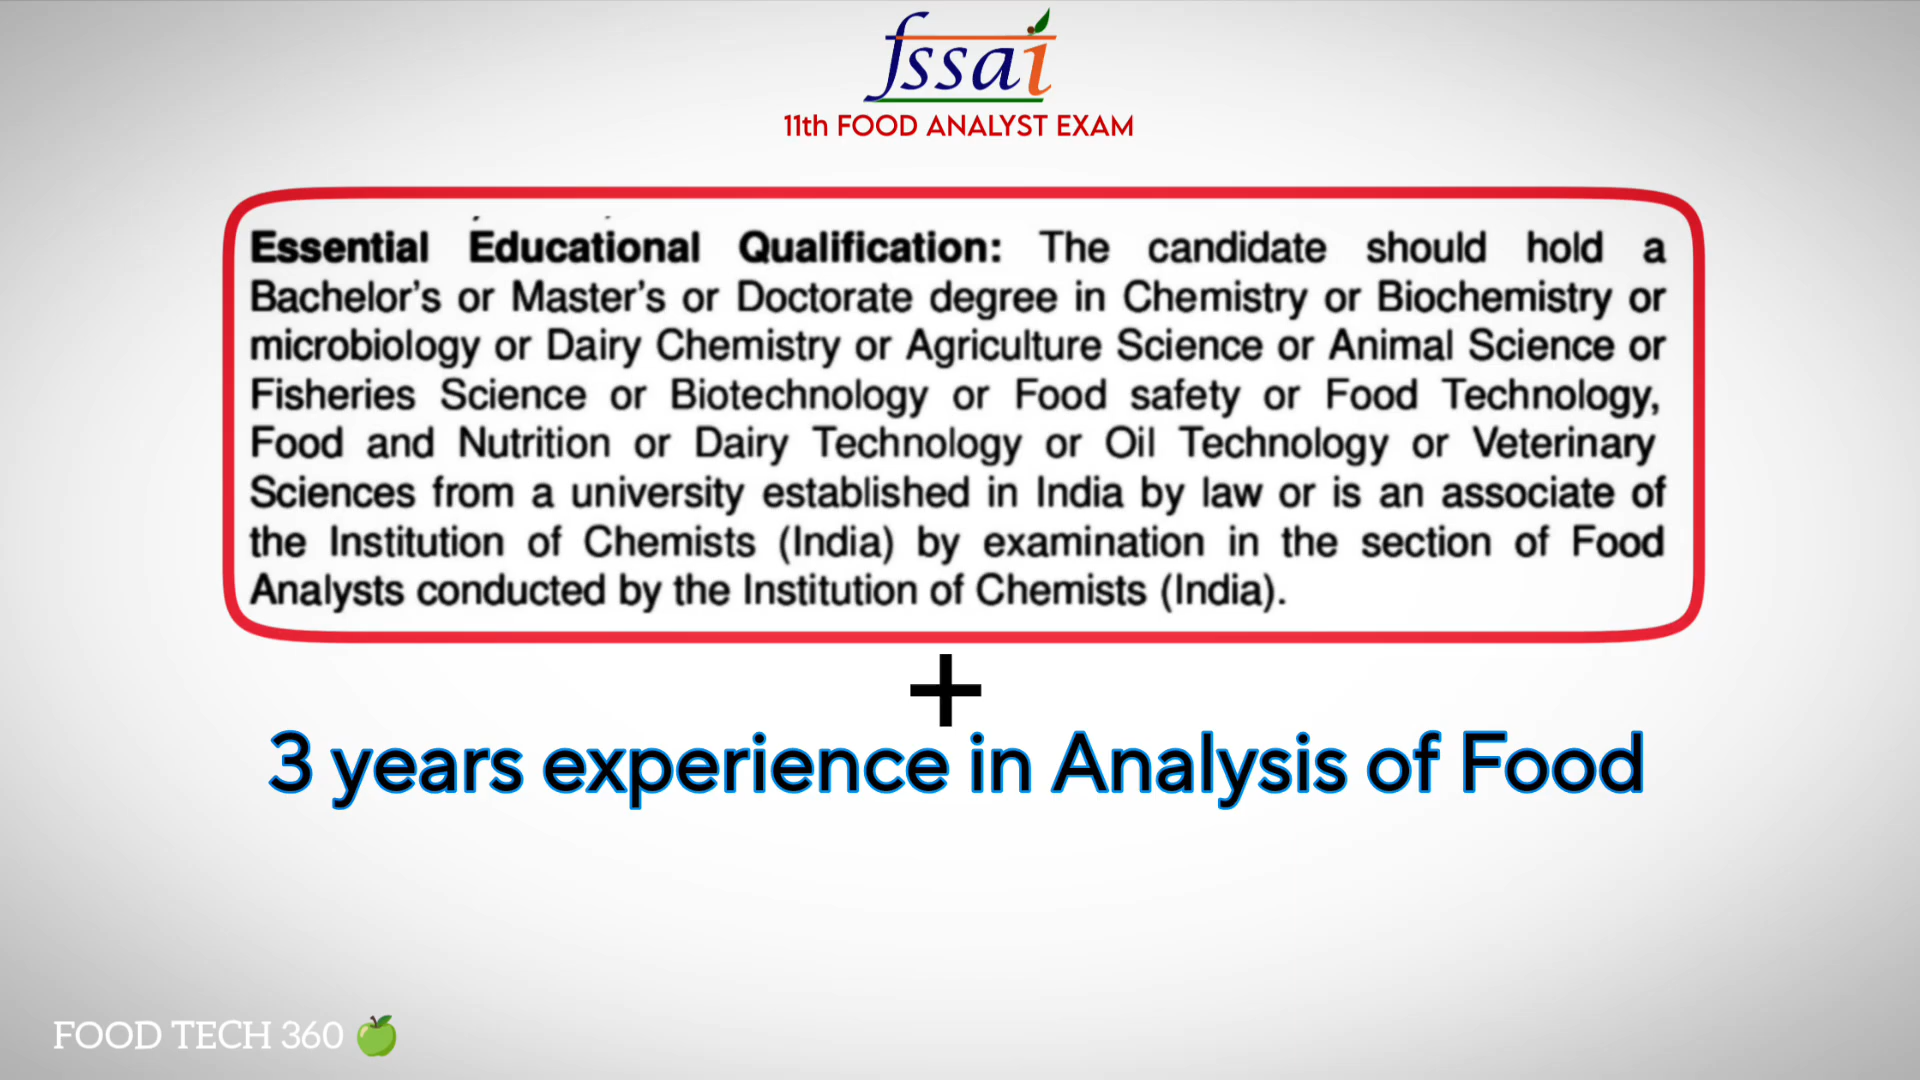 fssai
11th FOOD ANALYST EXAM
Essential Educational Qualification: The candidate should hold a
Bachelor's or Master's or Doctorate degree in Chemistry or Biochemistry or
microbiology or Dairy Chemistry or Agriculture Science or Animal Science or
Fisheries Science or Biotechnology or Food safety or Food Technology,
Food and Nutrition or Dairy Technology or Oil Technology or Veterinary
Sciences from a university established in India by law or is an associate of
the Institution of Chemists (India) by examination in the section of Food
Analysts conducted by the Institution of Chemists (India).
+
3 years experience in Analysis of Food
FOOD TECH 360